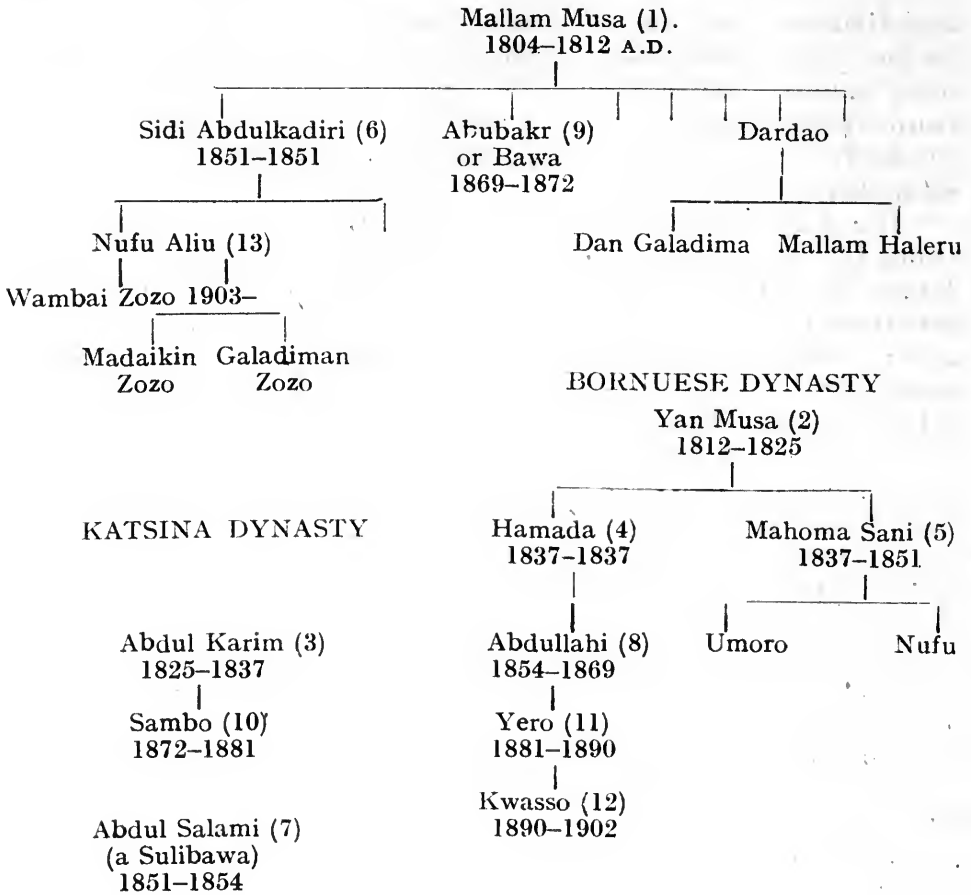 Mallam Musa (1).
1804–1812 A.D.
Sidi Abdulkadiri (6)
1851–1851
Abubakr (9)
or Bawa
1869–1872
Dardao
Nufu Aliu (13)
Dan Galadima
Mallam Haleru
Wambai Zozo 1903–
Madaikin
Zozo
Galadiman
Zozo
BORNUESE DYNASTY
Yan Musa (2)
1812–1825
KATSINA DYNASTY
Hamada (4)
1837–1837
Mahoma Sani (5)
1837–1851
Abdul Karim (3)
1825–1837
Abdullahi (8)
1854–1869
Umoro
Nufu
Sambo (10)
1872–1881
Yero (11)
1881–1890
Kwasso (12)
1890–1902
Abdul Salami (7)
(a Sulibawa)
1851–1854